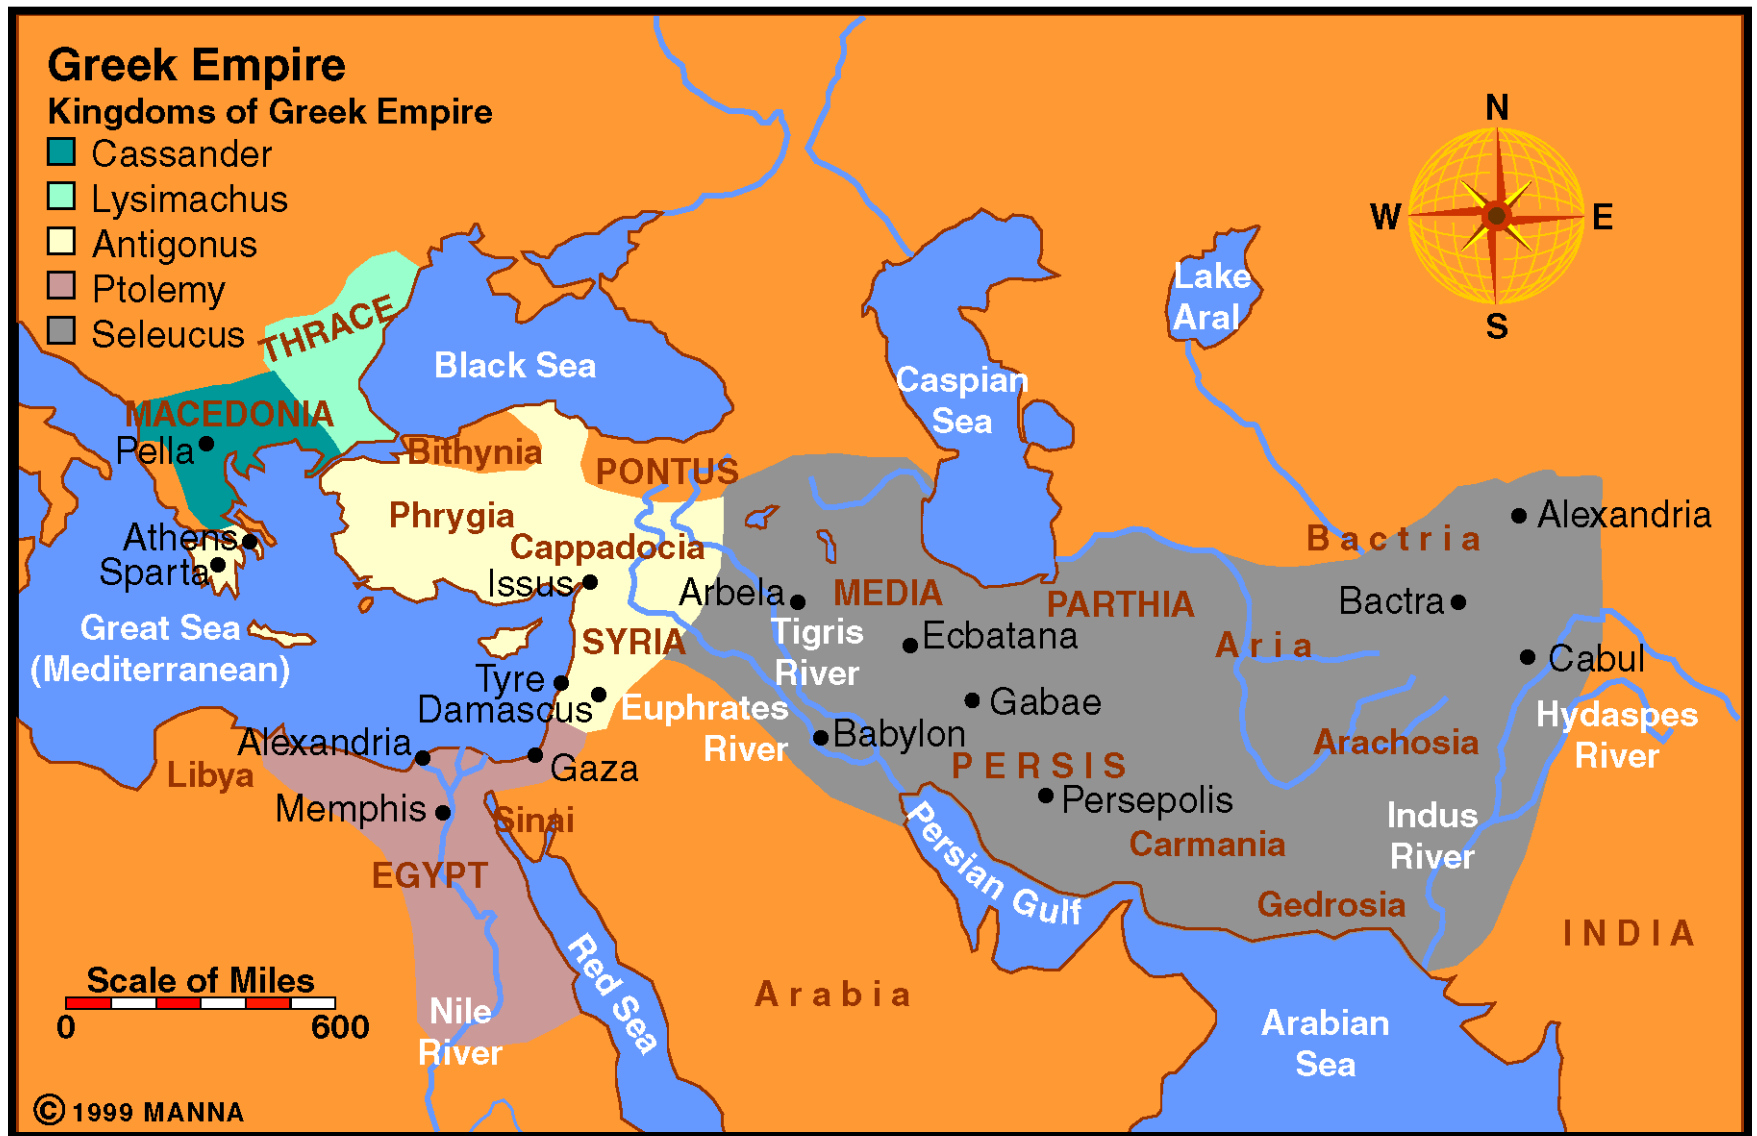 Greek Empire
Kingdoms of Greek Empire
Cassander
Lysimachus
Antigonus
Ptolemy
Seleucus
N
W
E
S
Lake
Aral
THRACE
Black Sea
Caspian
Sea
MACEDONIA
Pella
Bithynia
PONTUS
Phrygia
Cappadocia
Athens
Sparta
Issus
Arbela
MEDIA
PARTHIA
Bactria
Alexandria
Bactra
Great Sea
(Mediterranean)
SYRIA
Tigris
River
Ecbatana
Aria
Cabul
Tyre
Damascus
Euphrates
River
Gabae
Hydaspes
River
Alexandria
Libya
Gaza
Babylon
PERSIS
Arachosia
Memphis
Sinai
Persepolis
Indus
River
EGYPT
Persian Gulf
Carmania
Gedrosia
INDIA
Scale of Miles
0
600
Nile
River
Red Sea
Arabia
Arabian
Sea
© 1999 MANNA